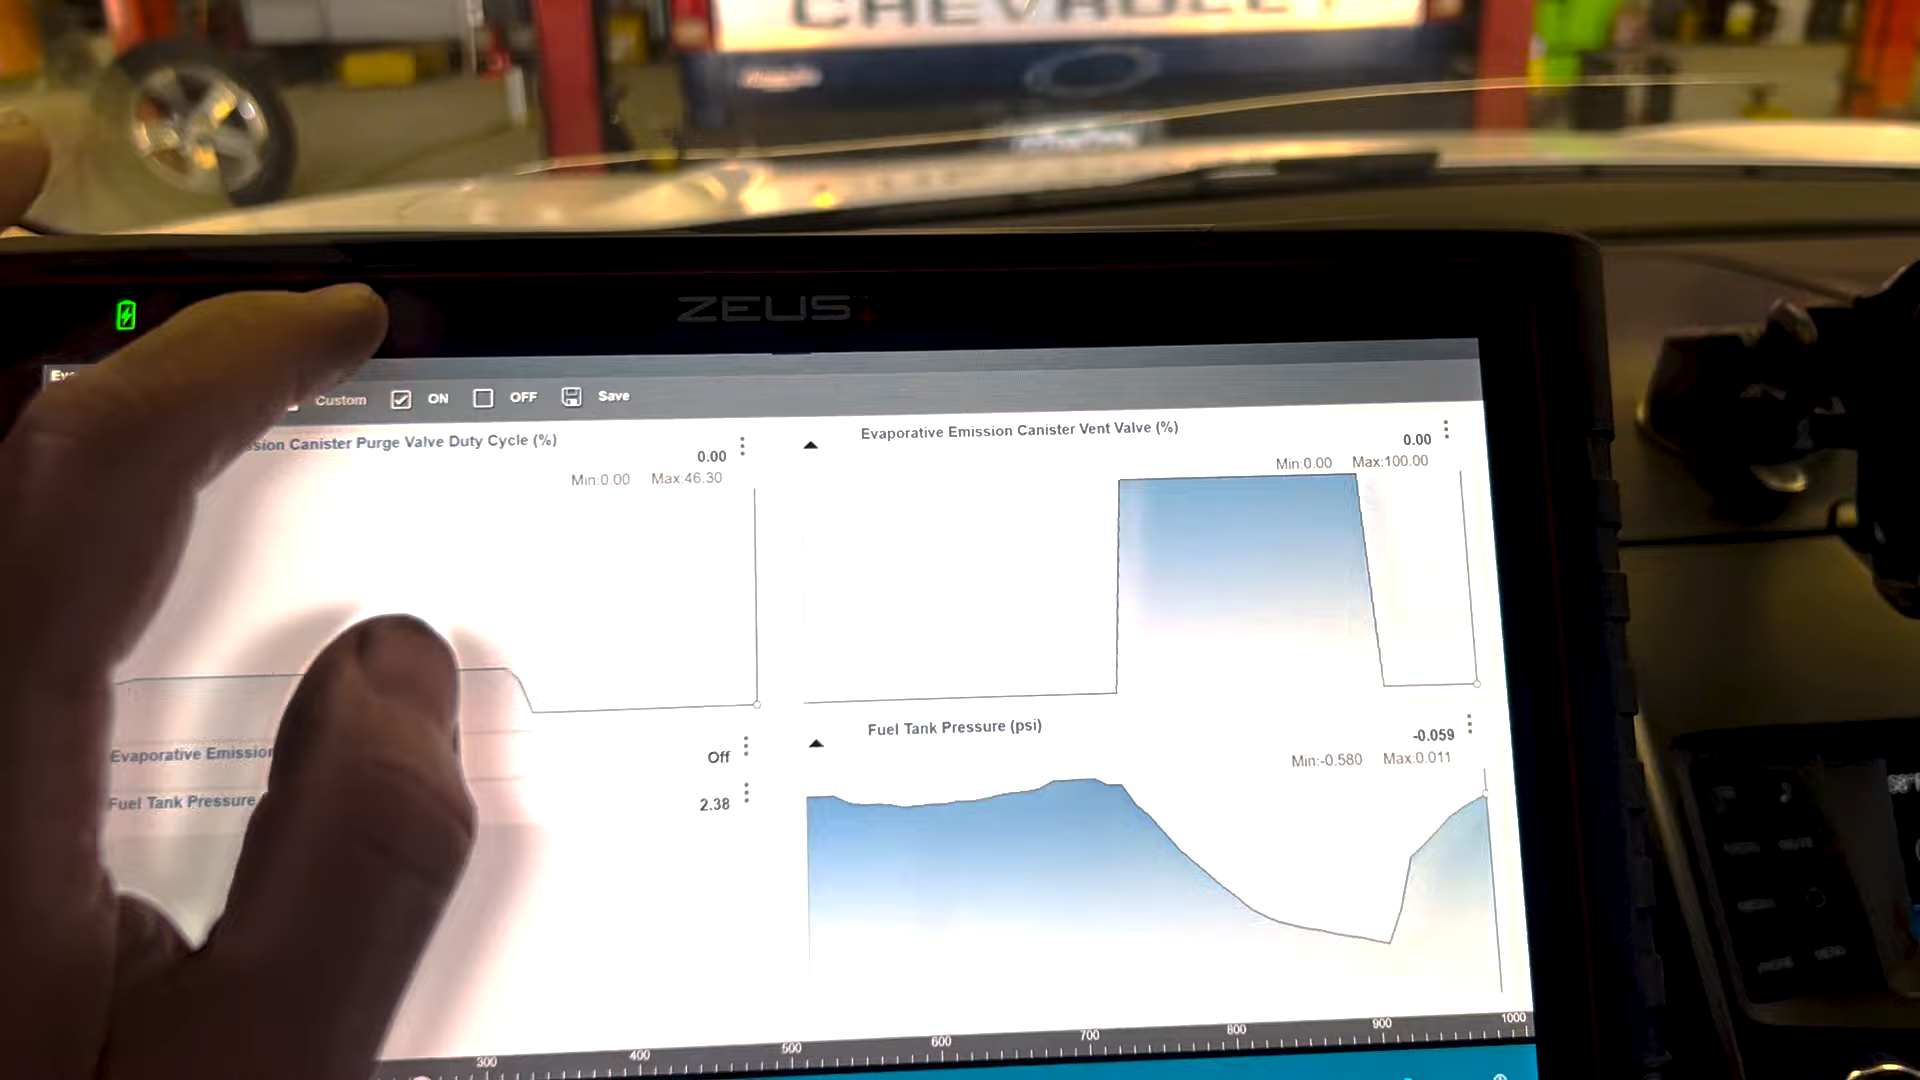 CHEVROLET
ZEUS+
Custom ON OFF Save
sion Canister Purge Valve Duty Cycle (%)
0.00
Min:0.00 Max:46.30
Evaporative Emission Canister Vent Valve (%)
0.00
Min:0.00 Max:100.00
Evaporative Emission
Off
Fuel Tank Pressure
2.38
Fuel Tank Pressure (psi)
-0.059
Min:-0.580 Max:0.011
300 400 500 600 700 800 900 1000